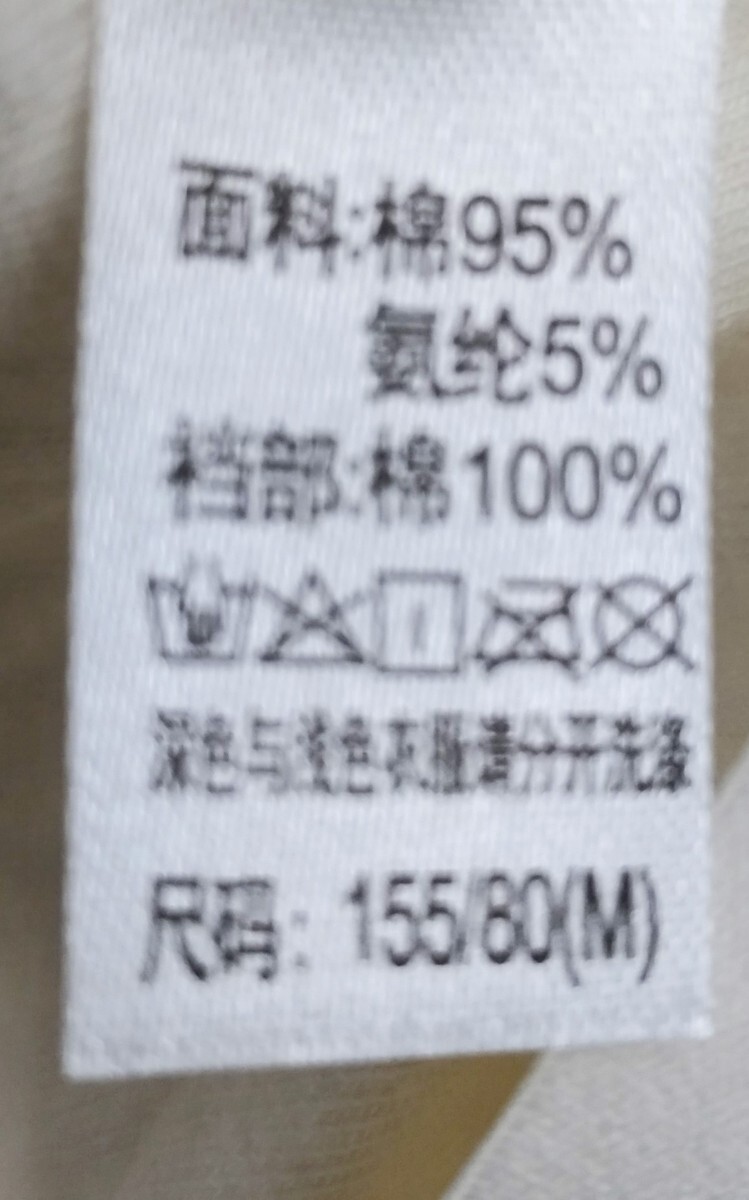 面料:棉95%
氨纶5%
裆部:棉100%
深色与浅色衣服请分开洗涤
尺码: 155/80(M)